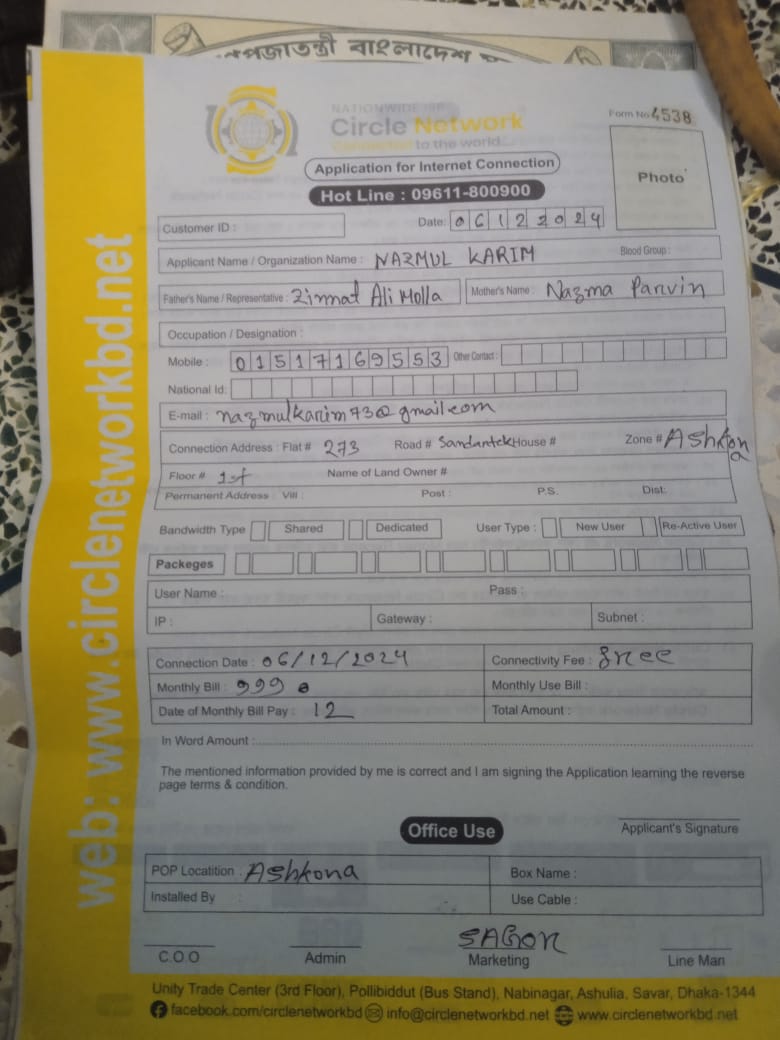 গণপ্রজাতন্ত্রী বাংলাদেশ
NATIONWIDE ISP
Circle Network
Connected to the world
Form No 4538
Photo
Application for Internet Connection
Hot Line : 09611-800900
Customer ID :
Date: 06122024
Applicant Name / Organization Name : NAZMUL KARIM Blood Group :
Father's Name / Representative : Zinnat Ali Molla Mother's Name : Nazma Parvin
Occupation / Designation :
Mobile : 01517169553 Other Contact :
National Id:
E-mail : nazmulkarim73@gmail.com
Connection Address : Flat # 273 Road # Sandartek House # Zone # Ashkona
Floor # 1st Name of Land Owner #
Permanent Address : Vill : Post : P.S. Dist:
Bandwidth Type Shared Dedicated User Type : New User Re-Active User
Packeges
User Name : Pass :
IP : Gateway : Subnet :
Connection Date : 06/12/2024 Connectivity Fee : free
Monthly Bill : 999 Monthly Use Bill :
Date of Monthly Bill Pay : 12 Total Amount :
In Word Amount :
The mentioned information provided by me is correct and I am signing the Application learning the reverse
page terms & condition.
Applicant's Signature
Office Use
POP Locatition : Ashkona Box Name :
Installed By : Use Cable :
SAGOR
C.O.O Admin Marketing Line Man
Unity Trade Center (3rd Floor), Pollibiddut (Bus Stand), Nabinagar, Ashulia, Savar, Dhaka-1344
facebook.com/circlenetworkbd info@circlenetworkbd.net www.circlenetworkbd.net
web: www.circlenetworkbd.net